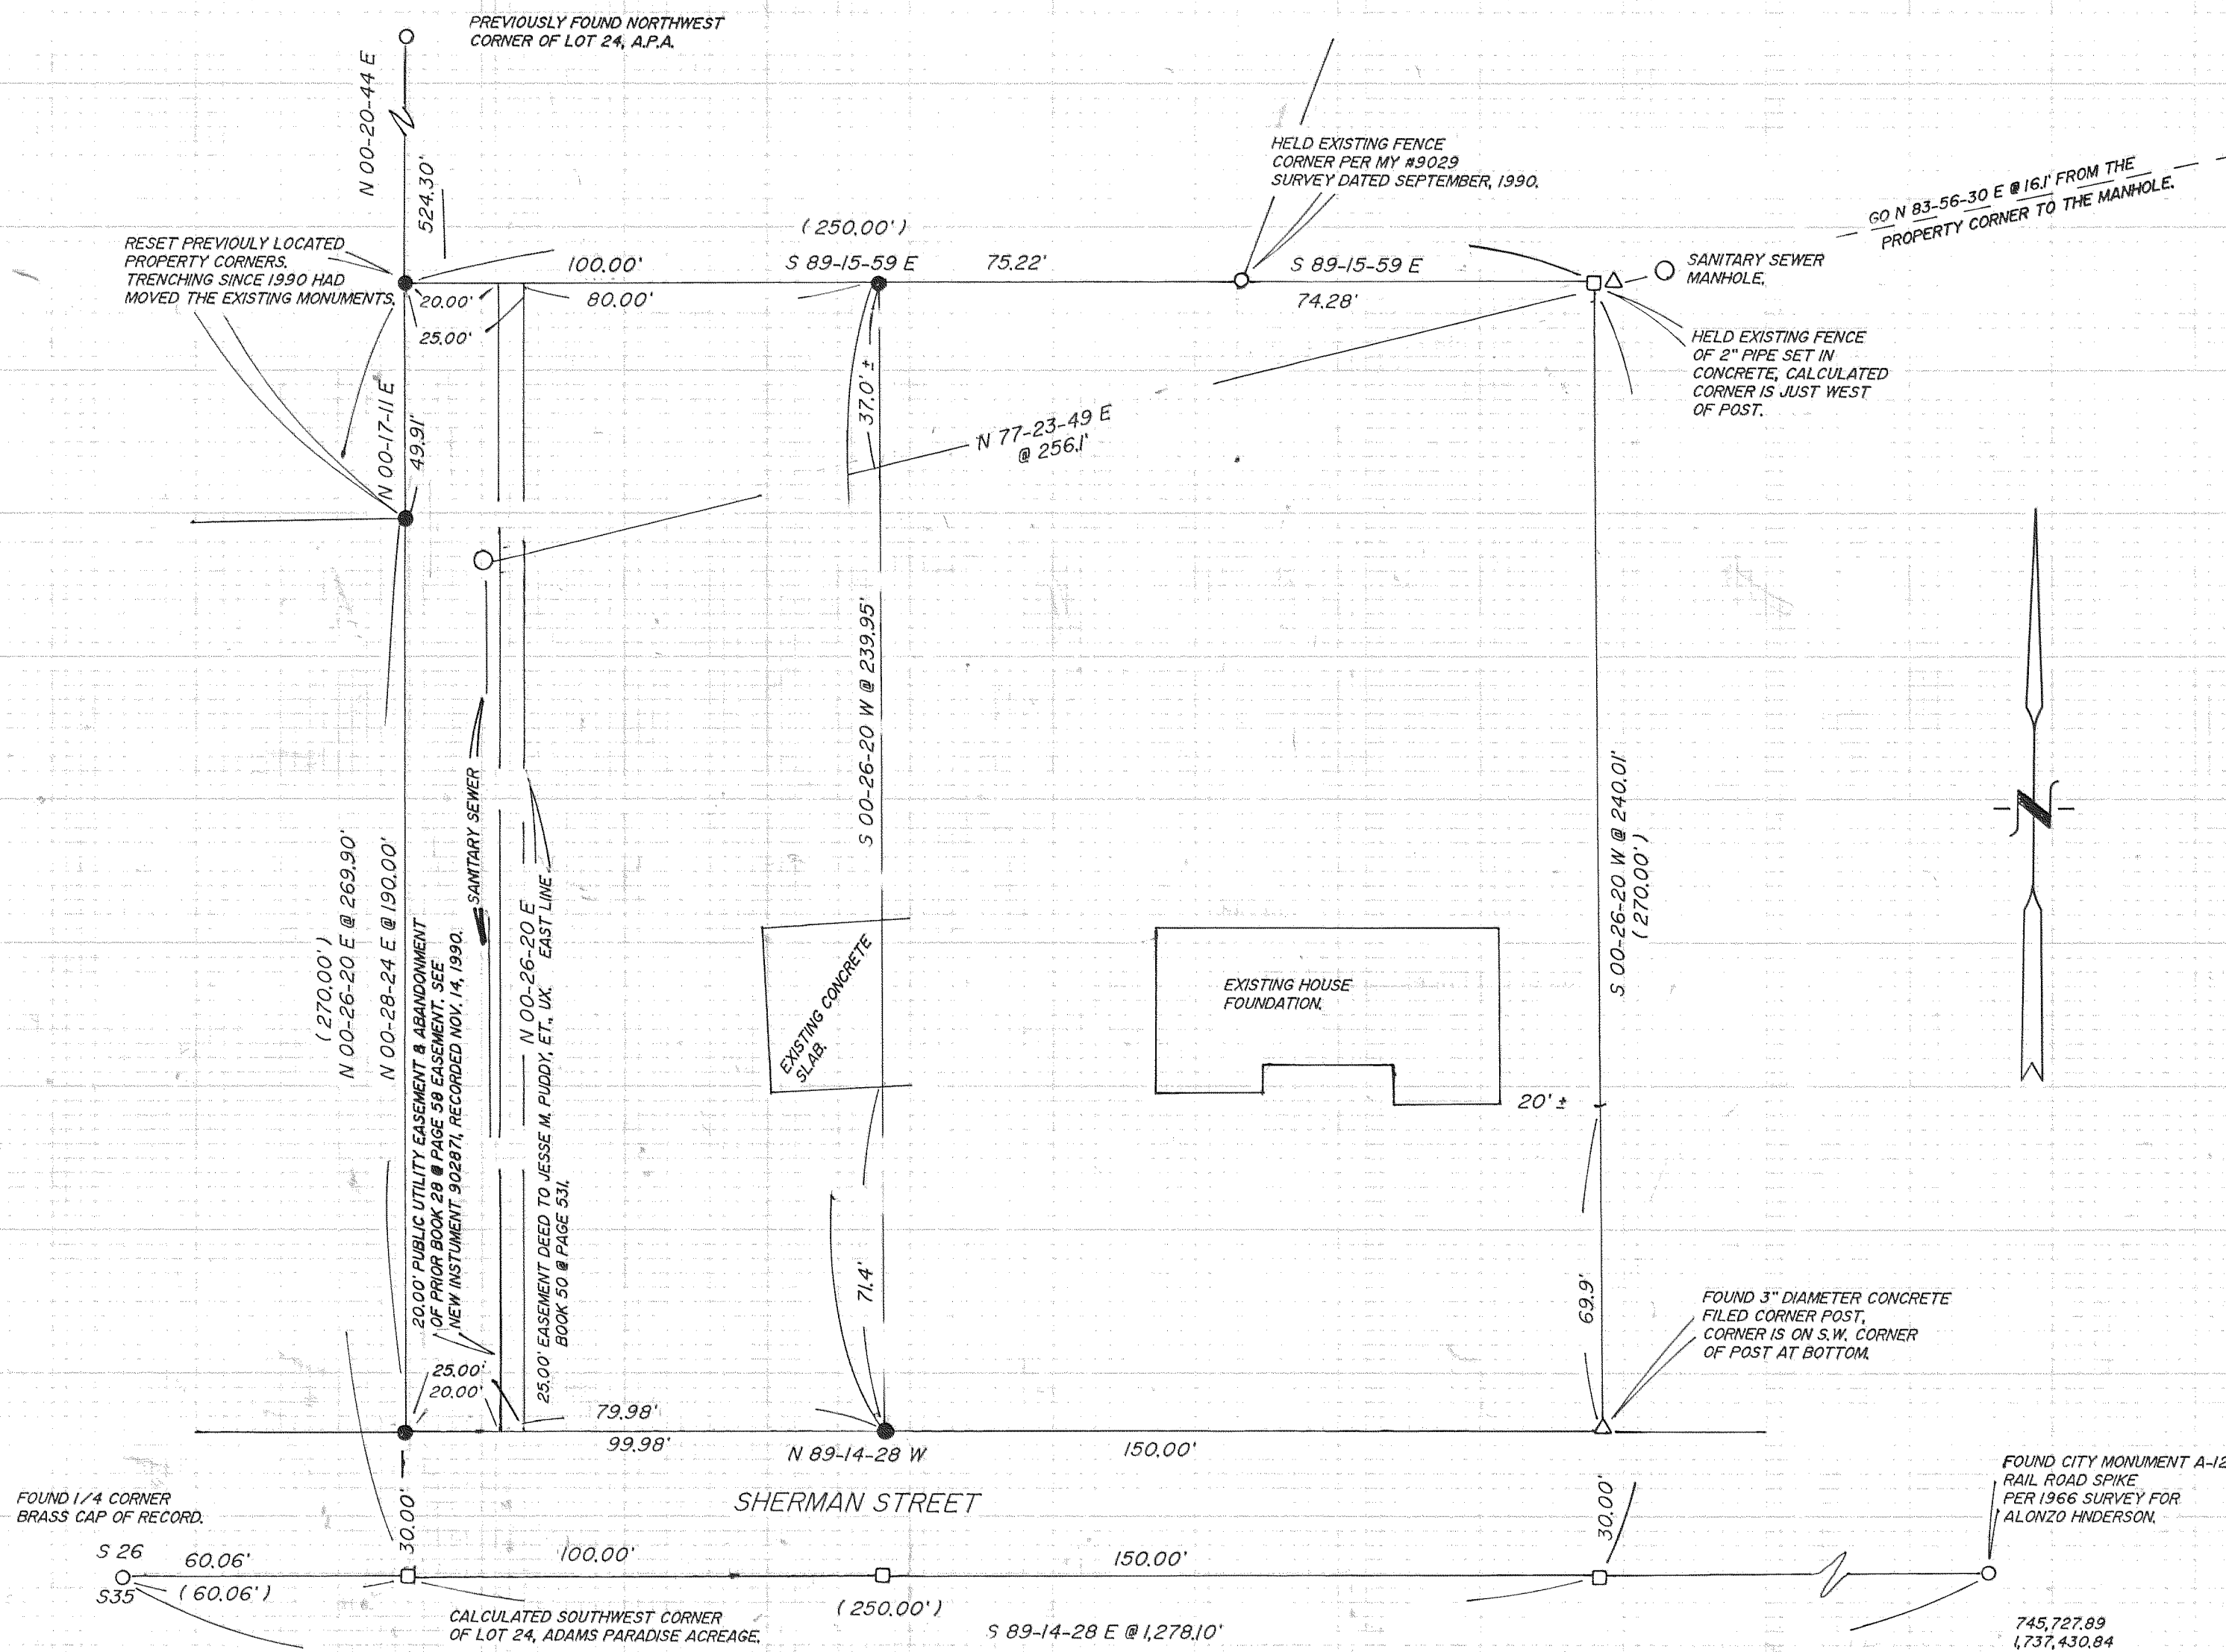 PREVIOUSLY FOUND NORTHWEST
CORNER OF LOT 24, A.P.A.
N 00-20-44 E
524.30'
HELD EXISTING FENCE
CORNER PER MY #9029
SURVEY DATED SEPTEMBER, 1990.
GO N 83-56-30 E @ 16.1' FROM THE
PROPERTY CORNER TO THE MANHOLE.
RESET PREVIOULY LOCATED
PROPERTY CORNERS.
TRENCHING SINCE 1990 HAD
MOVED THE EXISTING MONUMENTS.
(250.00')
100.00'
S 89-15-59 E
75.22'
S 89-15-59 E
SANITARY SEWER
MANHOLE.
20.00'
80.00'
74.28'
25.00'
HELD EXISTING FENCE
OF 2" PIPE SET IN
CONCRETE, CALCULATED
CORNER IS JUST WEST
OF POST.
N 00-17-11 E
49.91'
37.0' ±
N 77-23-49 E
@ 256.1'
S 00-26-20 W @ 239.95'
SANITARY SEWER
S 00-26-20 W @ 240.01'
(270.00')
(270.00')
N 00-26-20 E @ 269.90'
N 00-28-24 E @ 190.00'
20.00' PUBLIC UTILITY EASEMENT & ABANDONMENT
OF PRIOR BOOK 28 @ PAGE 58 EASEMENT. SEE
NEW INSTUMENT 902871, RECORDED NOV. 14, 1990.
N 00-26-20 E
25.00' EASEMENT DEED TO JESSE M. PUDDY, ET., UX. EAST LINE
BOOK 50 @ PAGE 531.
EXISTING CONCRETE
SLAB.
EXISTING HOUSE
FOUNDATION.
20' ±
71.4'
69.9'
FOUND 3" DIAMETER CONCRETE
FILED CORNER POST,
CORNER IS ON S.W. CORNER
OF POST AT BOTTOM.
25.00'
20.00'
79.98'
99.98'
N 89-14-28 W
150.00'
SHERMAN STREET
FOUND 1/4 CORNER
BRASS CAP OF RECORD.
FOUND CITY MONUMENT A-12
RAIL ROAD SPIKE
PER 1966 SURVEY FOR
ALONZO HNDERSON.
30.00'
30.00'
S 26
60.06'
100.00'
150.00'
S35
(60.06')
(250.00')
CALCULATED SOUTHWEST CORNER
OF LOT 24, ADAMS PARADISE ACREAGE.
S 89-14-28 E @ 1,278.10'
745,727.89
1,737,430.84